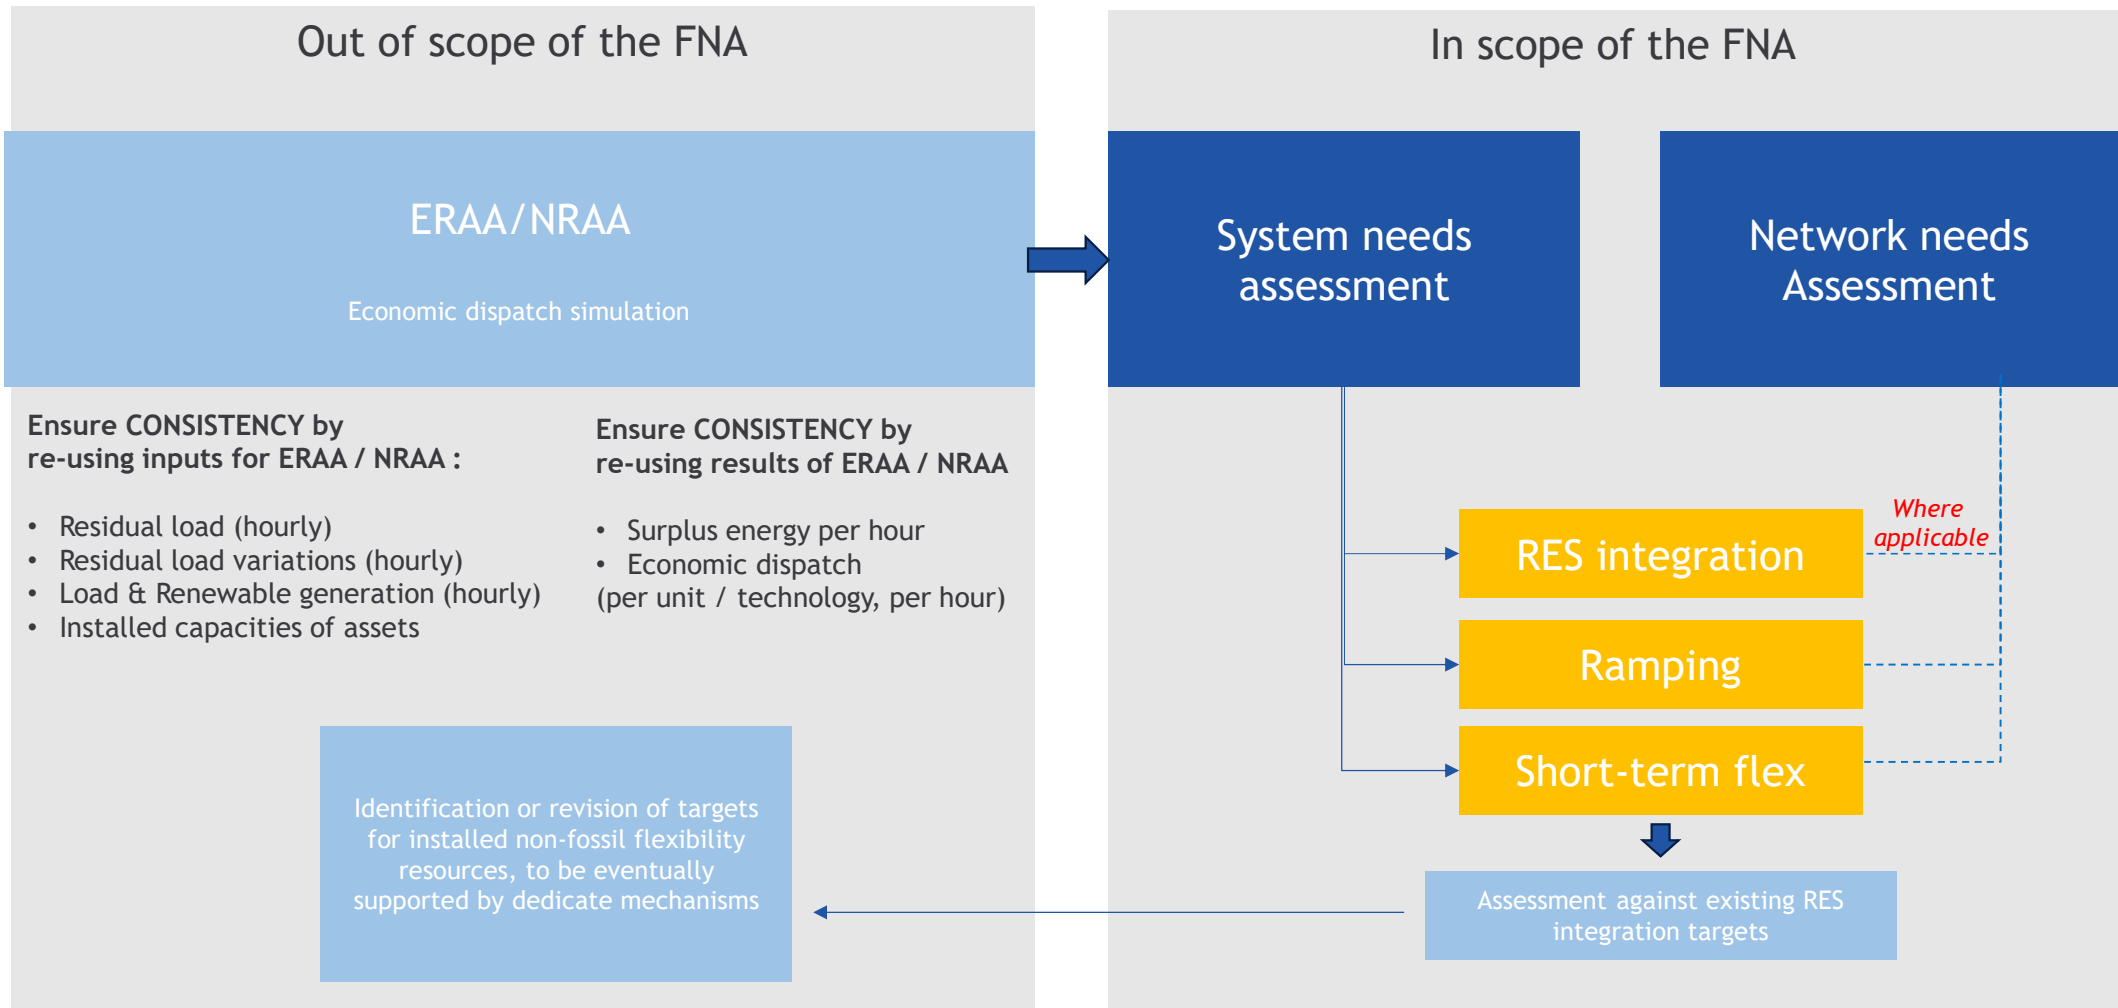 Out of scope of the FNA
ERAA/NRAA
Economic dispatch simulation
Ensure CONSISTENCY by
re-using inputs for ERAA / NRAA :
• Residual load (hourly)
• Residual load variations (hourly)
• Load & Renewable generation (hourly)
• Installed capacities of assets
Ensure CONSISTENCY by
re-using results of ERAA / NRAA
• Surplus energy per hour
• Economic dispatch
(per unit / technology, per hour)
Identification or revision of targets
for installed non-fossil flexibility
resources, to be eventually
supported by dedicate mechanisms
In scope of the FNA
System needs
assessment
Network needs
Assessment
Where
applicable
RES integration
Ramping
Short-term flex
Assessment against existing RES
integration targets